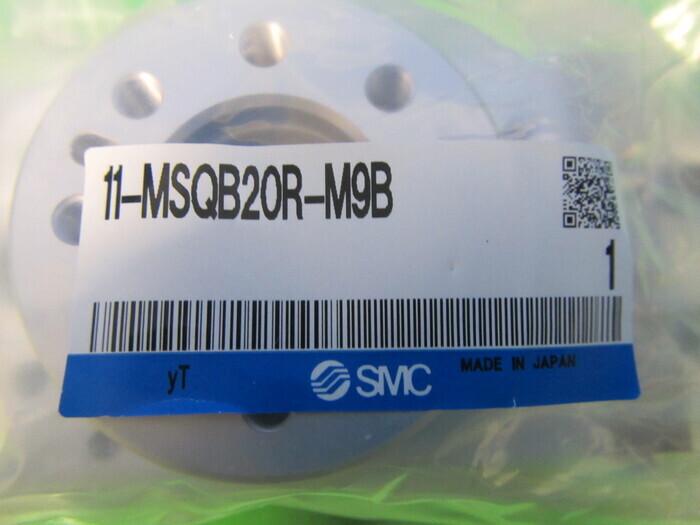 11-MSQB20R-M9B
1
yT
SMC
MADE IN JAPAN